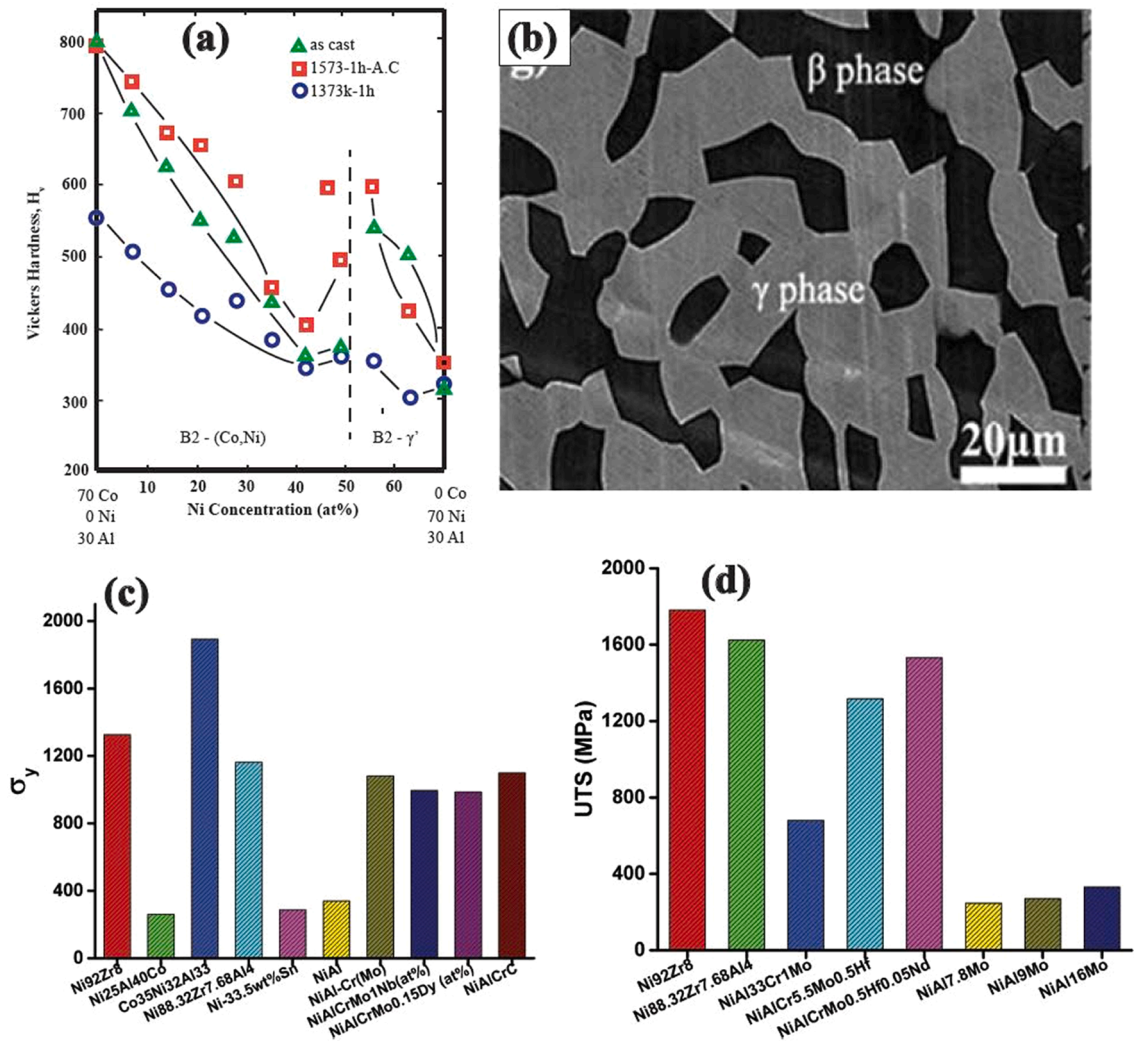 (a)
as cast
1573-1h-A.C
1373k-1h
Vickers Hardness, Hv
800
700
600
500
400
300
200
B2 - (Co,Ni)
B2 - γ'
10 20 30 40 50 60
70 Co
0 Ni
30 Al
Ni Concentration (at%)
0 Co
70 Ni
30 Al
(b)
β phase
γ phase
20μm
(c)
σy
2000
1600
1200
800
400
0
Ni92Zr8
Ni25Al40Co
Co35Ni32Al33
Ni88.32Zr7.68Al4
Ni-33.5wt%Sn
NiAl
NiAl-Cr(Mo)
NiAlCrMo1Nb(at%)
NiAlCrMo0.15Dy (at%)
NiAlCrC
(d)
UTS (MPa)
2000
1600
1200
800
400
0
Ni92Zr8
Ni88.32Zr7.68Al4
NiAl33Cr1Mo
NiAlCr5.5Mo0.5Hf
NiAlCrMo0.5Hf0.05Nd
NiAl7.8Mo
NiAl9Mo
NiAl16Mo